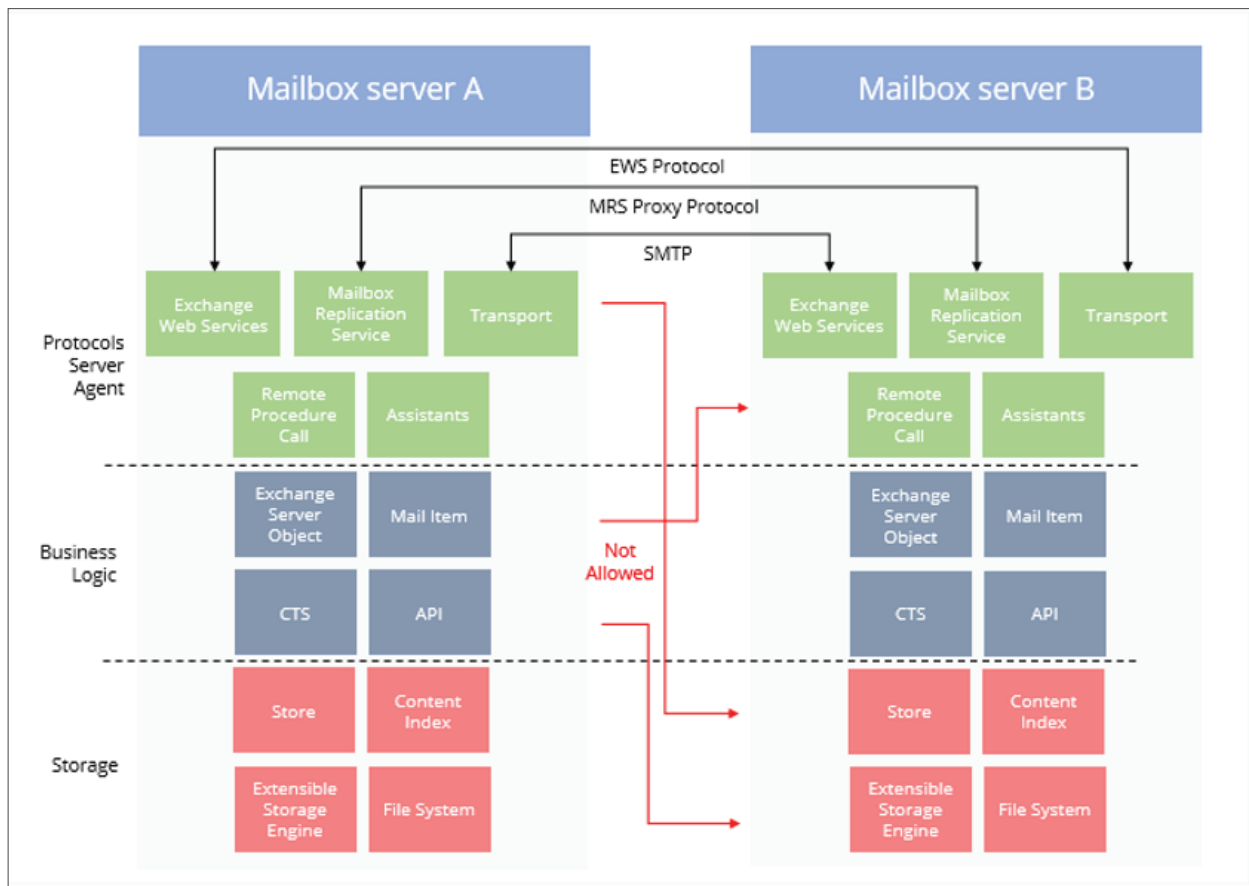 Mailbox server A
Mailbox server B
EWS Protocol
MRS Proxy Protocol
SMTP
Exchange
Web Services
Mailbox
Replication
Service
Transport
Exchange
Web Services
Mailbox
Replication
Service
Transport
Protocols
Server
Agent
Remote
Procedure
Call
Assistants
Remote
Procedure
Call
Assistants
Exchange
Server
Object
Mail Item
Exchange
Server
Object
Mail Item
Business
Logic
Not
Allowed
CTS
API
CTS
API
Store
Content
Index
Store
Content
Index
Storage
Extensible
Storage
Engine
File System
Extensible
Storage
Engine
File System